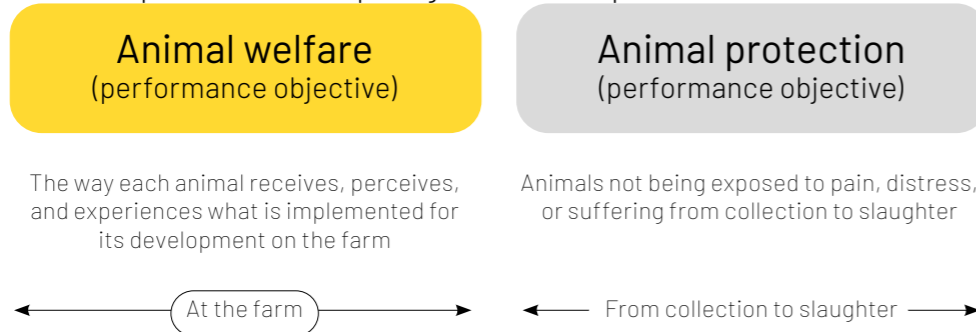 Animal welfare
(performance objective)
Animal protection
(performance objective)
The way each animal receives, perceives,
and experiences what is implemented for
its development on the farm
Animals not being exposed to pain, distress,
or suffering from collection to slaughter
At the farm
From collection to slaughter